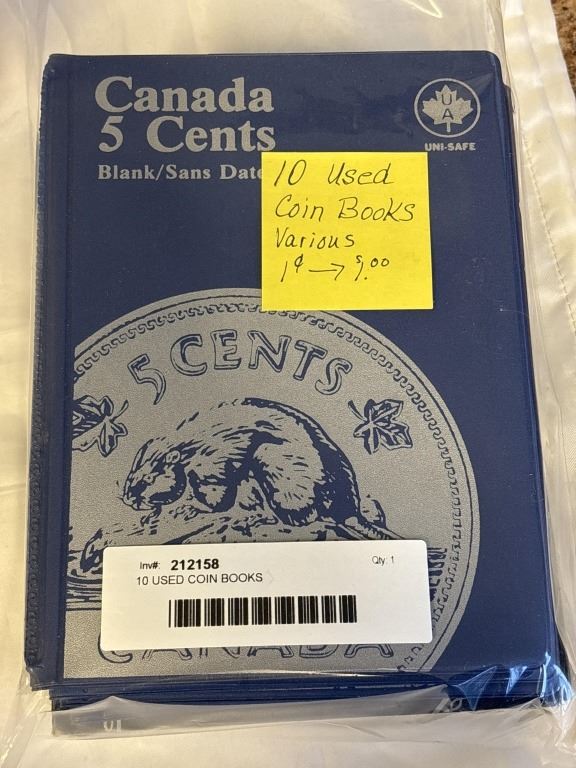 Canada
5 Cents
Blank/Sans Date
U
A
UNI-SAFE
10 Used
Coin Books
Various
1¢ → $1.00
5 CENTS
Inv#: 212158
Qty: 1
10 USED COIN BOOKS
CANADA